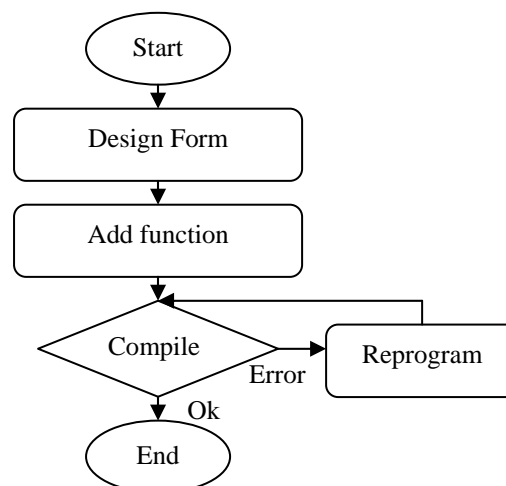 Start
Design Form
Add function
Compile
Reprogram
Error
Ok
End